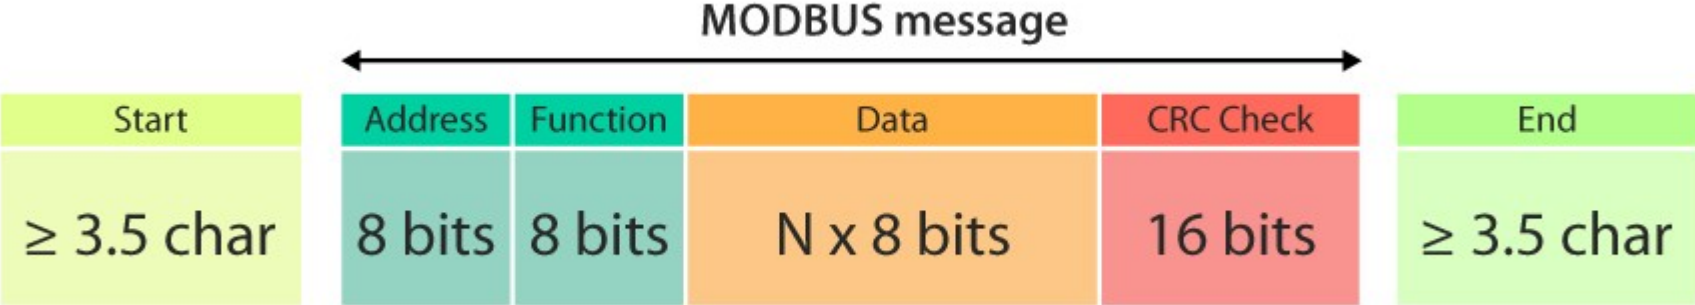 MODBUS message
Start Address Function Data CRC Check End
≥ 3.5 char 8 bits 8 bits N x 8 bits 16 bits ≥ 3.5 char